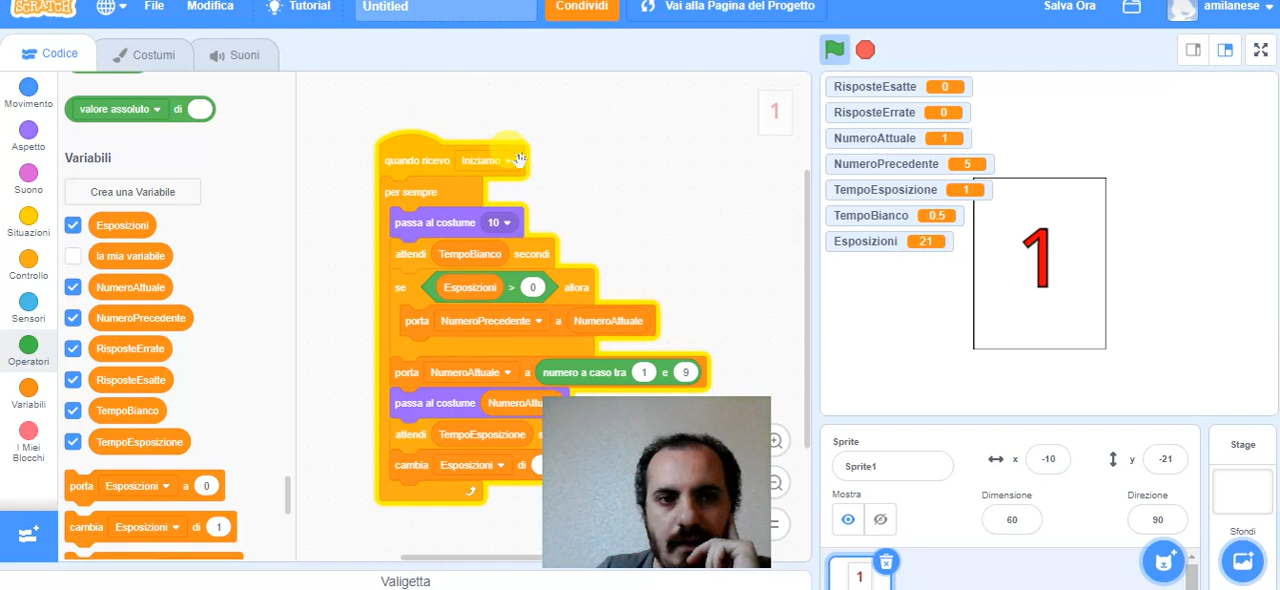 SCRATCH File Modifica Tutorial Untitled Condividi Vai alla Pagina del Progetto Salva Ora amilanese
Codice Costumi Suoni
Movimento
Aspetto
Suono
Situazioni
Controllo
Sensori
Operatori
Variabili
I Miei
Blocchi
valore assoluto di
Variabili
Crea una Variabile
Esposizioni
la mia variabile
NumeroAttuale
NumeroPrecedente
RisposteErrate
RisposteEsatte
TempoBianco
TempoEsposizione
porta Esposizioni a 0
cambia Esposizioni di 1
1
quando ricevo Iniziamo
per sempre
passa al costume 10
attendi TempoBianco secondi
se Esposizioni > 0 allora
porta NumeroPrecedente a NumeroAttuale
porta NumeroAttuale a numero a caso tra 1 e 9
passa al costume
attendi TempoEsposizione
cambia Esposizioni di
Valigetta
RisposteEsatte 0
RisposteErrate 0
NumeroAttuale 1
NumeroPrecedente 5
TempoEsposizione 1
TempoBianco 0.5
Esposizioni 21
1
Sprite
Sprite1
x -10
y -21
Mostra
Dimensione
60
Direzione
90
1
Stage
Sfondi